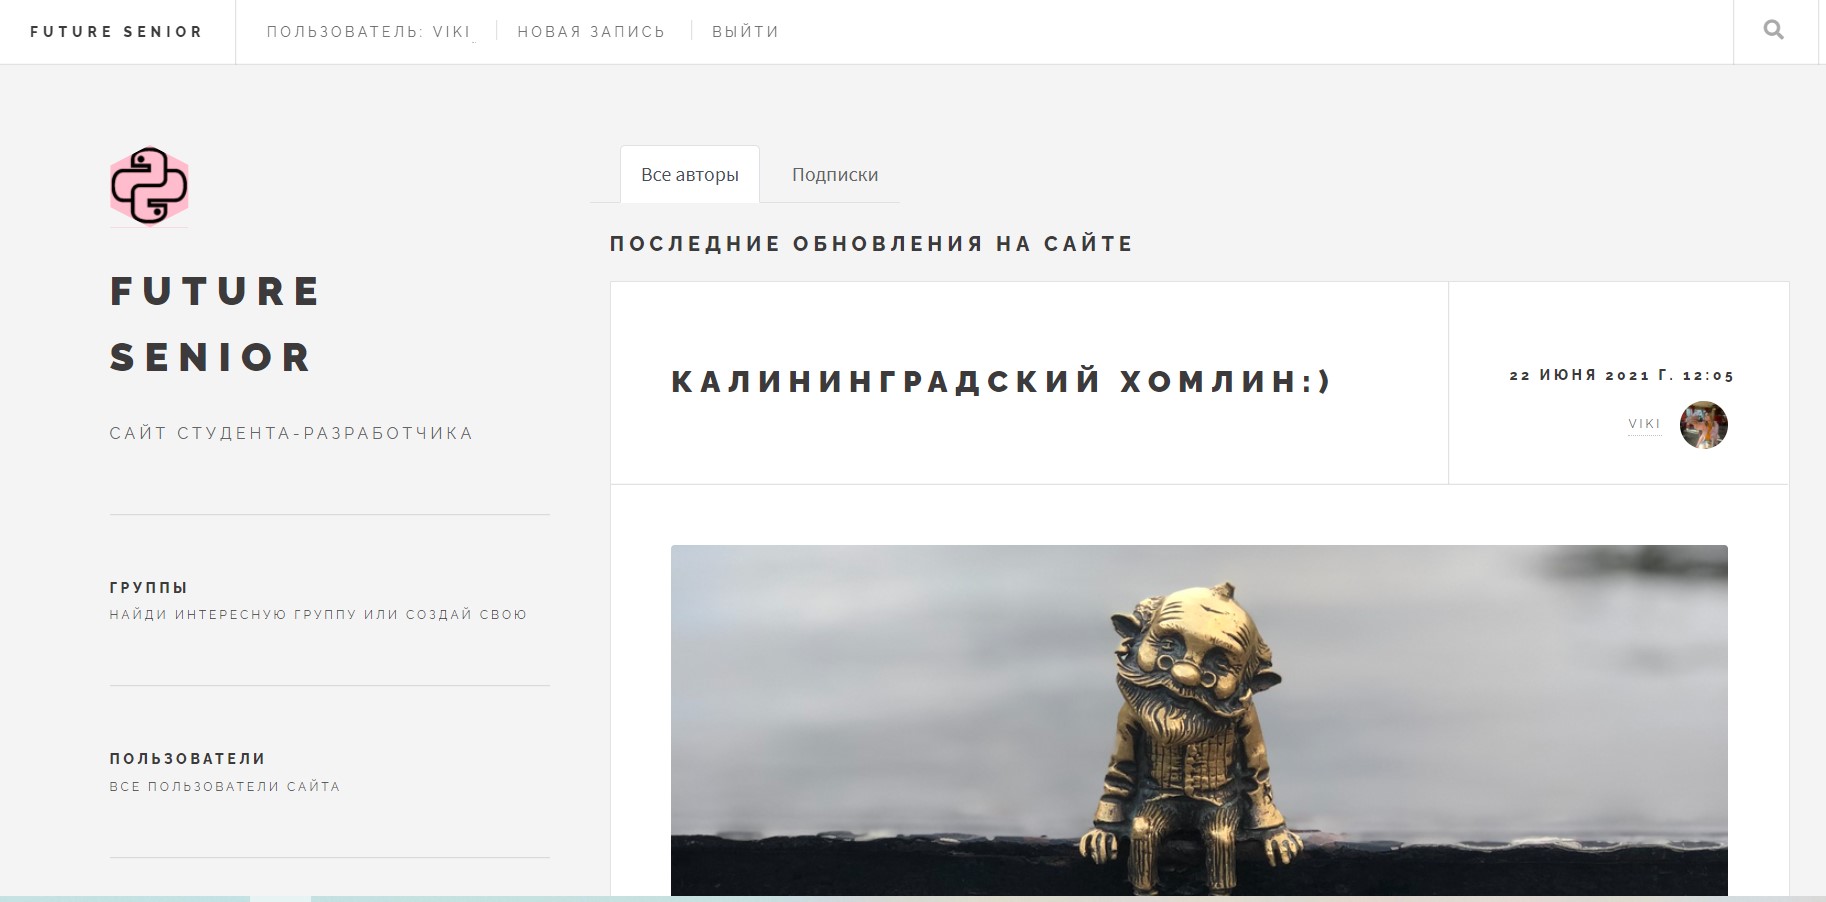 FUTURE SENIOR
ПОЛЬЗОВАТЕЛЬ: VIKI
НОВАЯ ЗАПИСЬ
ВЫЙТИ
FUTURE
SENIOR
САЙТ СТУДЕНТА-РАЗРАБОТЧИКА
ГРУППЫ
НАЙДИ ИНТЕРЕСНУЮ ГРУППУ ИЛИ СОЗДАЙ СВОЮ
ПОЛЬЗОВАТЕЛИ
ВСЕ ПОЛЬЗОВАТЕЛИ САЙТА
Все авторы
Подписки
ПОСЛЕДНИЕ ОБНОВЛЕНИЯ НА САЙТЕ
КАЛИНИНГРАДСКИЙ ХОМЛИН:)
22 ИЮНЯ 2021 Г. 12:05
VIKI